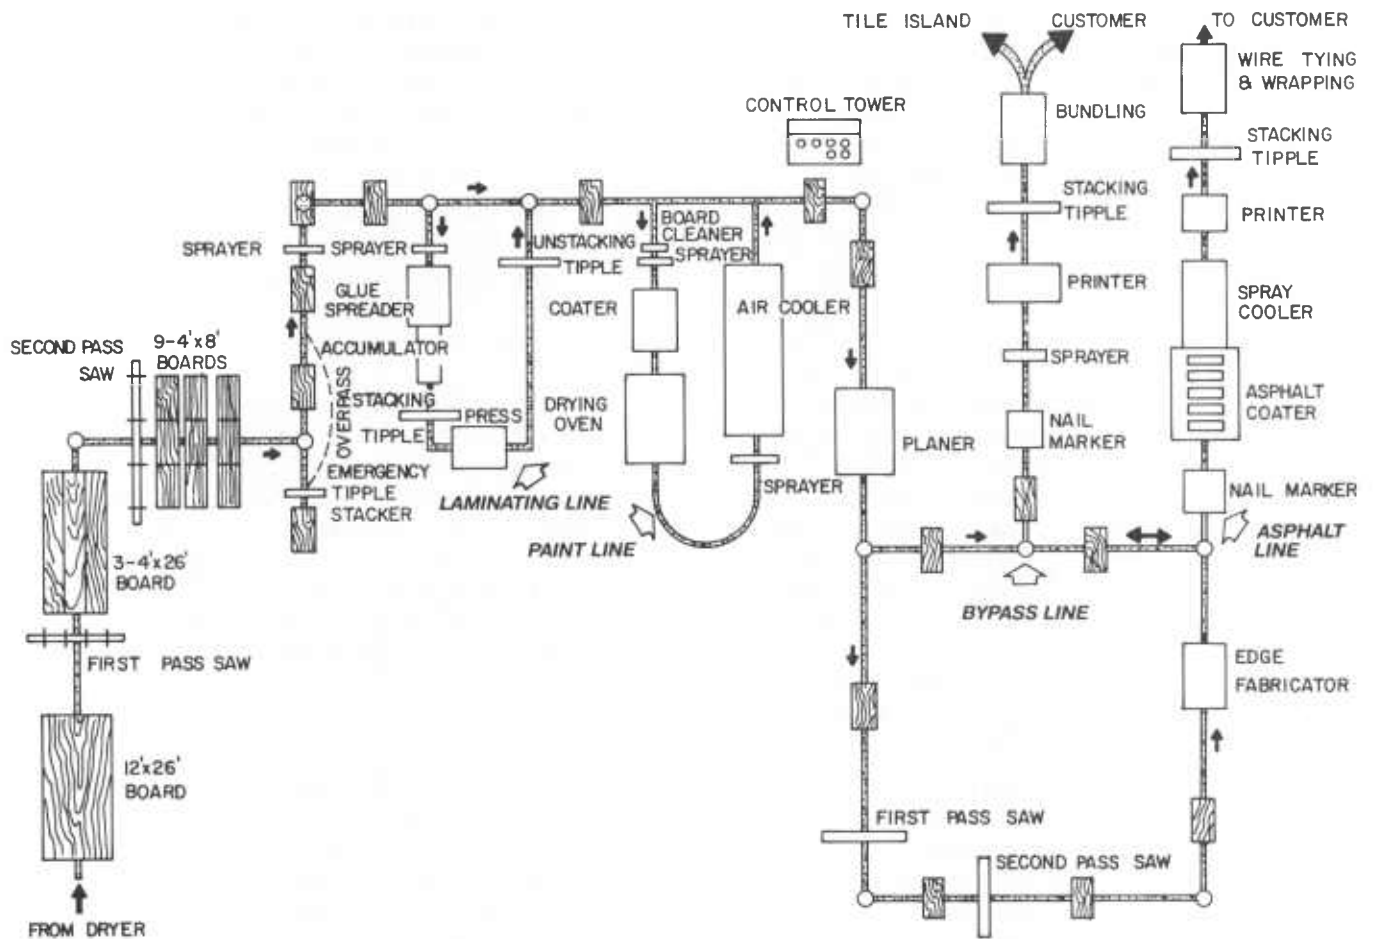 TILE ISLAND
CUSTOMER
TO CUSTOMER
WIRE TYING
& WRAPPING
CONTROL TOWER
BUNDLING
STACKING
TIPPLE
STACKING
TIPPLE
PRINTER
SPRAYER
SPRAYER
UNSTACKING
TIPPLE
BOARD
CLEANER
SPRAYER
PRINTER
SPRAY
COOLER
GLUE
SPREADER
COATER
AIR COOLER
SECOND PASS
SAW
9-4'x8'
BOARDS
ACCUMULATOR
OVERPASS
SPRAYER
STACKING
TIPPLE
PRESS
DRYING
OVEN
PLANER
NAIL
MARKER
ASPHALT
COATER
EMERGENCY
TIPPLE
STACKER
LAMINATING LINE
SPRAYER
NAIL MARKER
PAINT LINE
ASPHALT
LINE
3-4'x26'
BOARD
BYPASS LINE
FIRST PASS SAW
EDGE
FABRICATOR
12'x26'
BOARD
FIRST PASS SAW
SECOND PASS SAW
FROM DRYER